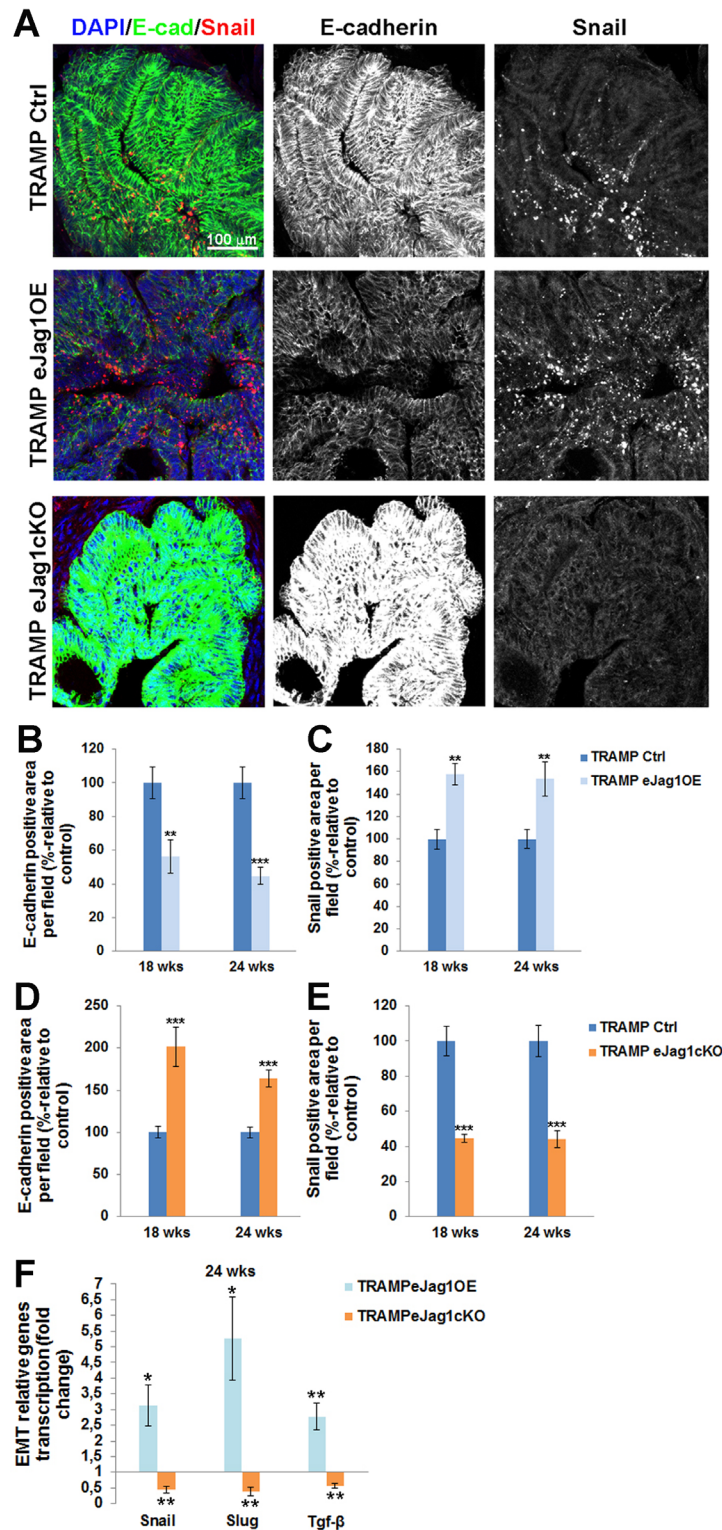 A
DAPI/E-cad/Snail
E-cadherin
Snail
TRAMP Ctrl
100 µm
TRAMP eJag1OE
TRAMP eJag1cKO
B
E-cadherin positive area
per field (%-relative to
control)
120
100
80
60
40
20
0
**
***
18 wks
24 wks
C
Snail positive area per
field (%-relative to
control)
180
160
140
120
100
80
60
40
20
0
**
**
18 wks
24 wks
TRAMP Ctrl
TRAMP eJag1OE
D
E-cadherin positive area
per field (%-relative to
control)
250
200
150
100
50
0
***
***
18 wks
24 wks
E
Snail positive area per
field (%-relative to
control)
120
100
80
60
40
20
0
***
***
18 wks
24 wks
TRAMP Ctrl
TRAMP eJag1cKO
F
24 wks
EMT relative genes
transcription (fold
change)
7
6,5
6
5,5
5
4,5
4
3,5
3
2,5
2
1,5
1
0,5
0
*
*
**
**
**
**
Snail
Slug
Tgf-β
TRAMPeJag1OE
TRAMPeJag1cKO